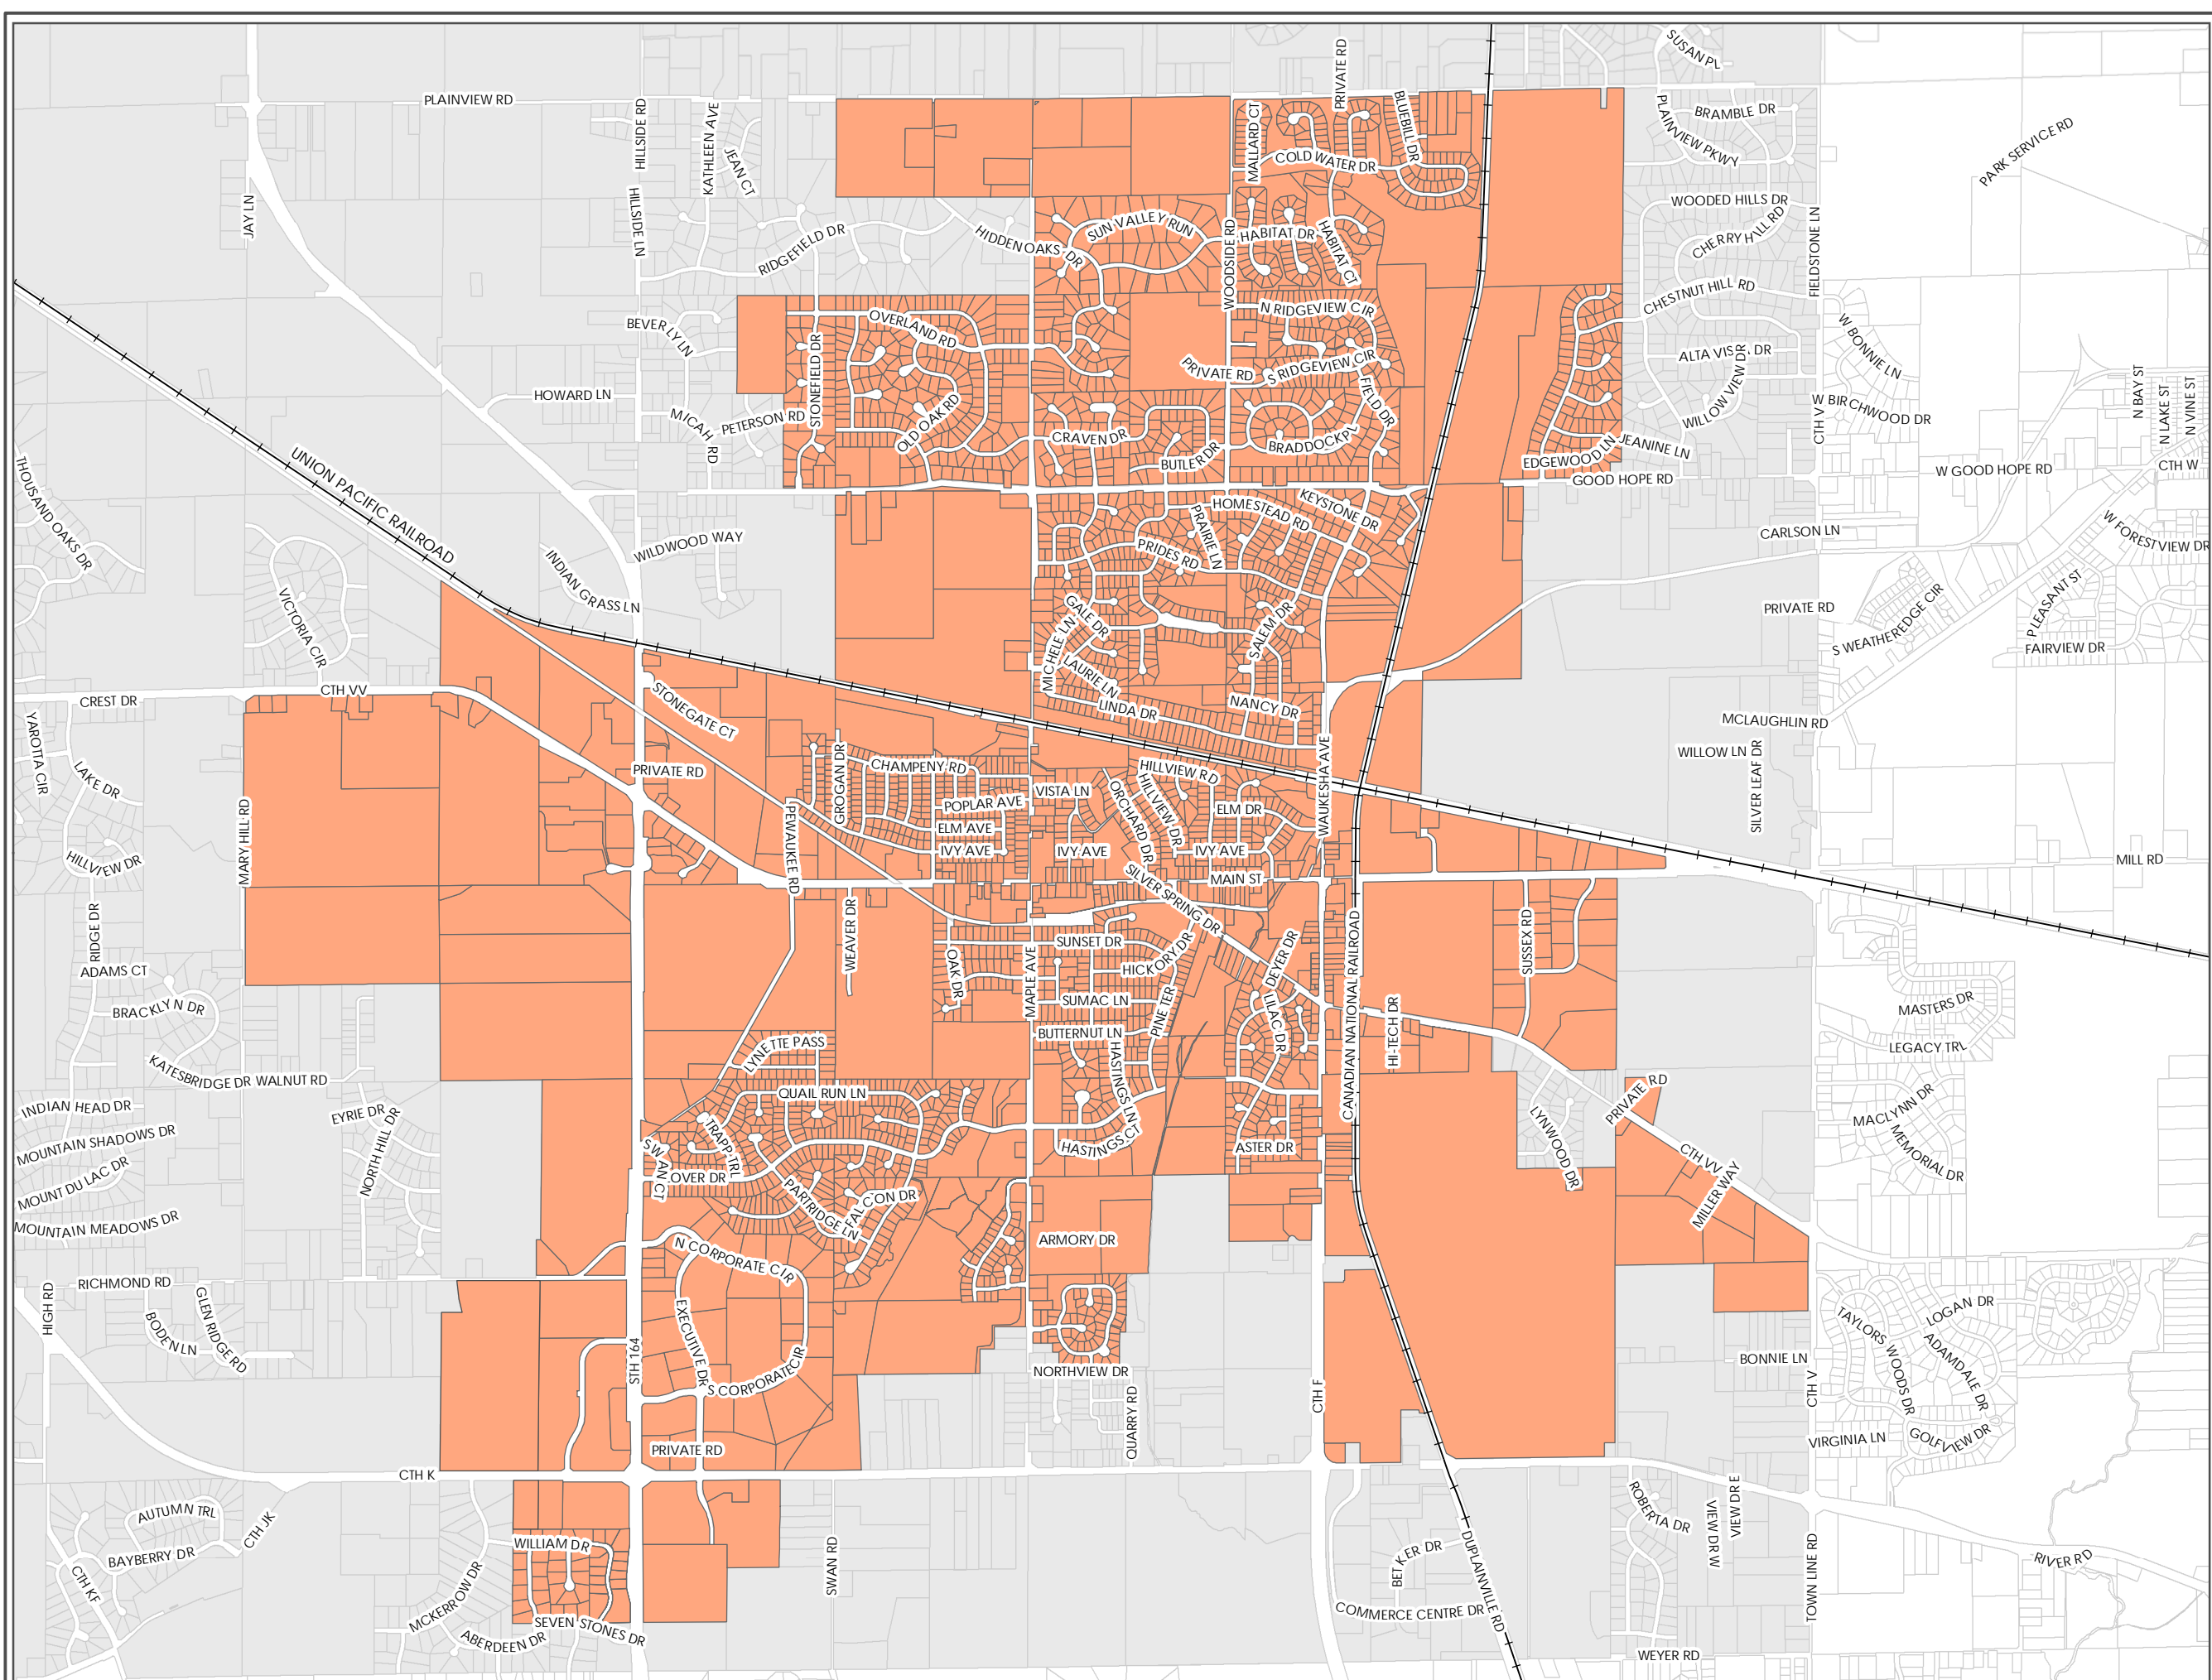 SUSAN PL
PLAINVIEW RD
HILLSIDE RD
KATHLEEN AVE
JEAN CT
PRIVATE RD
MALLARD CT
BLUEBILL DR
COLD WATER DR
PLAINVIEW PKWY
BRAMBLE DR
PARK SERVICE RD
JAY LN
HILLSIDE LN
RIDGEFIELD DR
HIDDEN OAKS DR
SUN VALLEY RUN
WOODSIDE RD
HABITAT DR
HABITAT CT
WOODED HILLS DR
CHERRY HILL RD
FIELDSTONE LN
CHESTNUT HILL RD
BEVERLY LN
OVERLAND RD
STONEFIELD DR
N RIDGEVIEW CIR
PRIVATE RD
S RIDGEVIEW CIR
FIELD DR
ALTA VISTA DR
WILLOW VIEW DR
W BONNIE LN
W BIRCHWOOD DR
N BAY ST
N LAKE ST
N VINE ST
HOWARD LN
MICAH RD
PETERSON RD
OLD OAK RD
CRAVEN DR
BUTLER DR
BRADDOCK PL
EDGEWOOD LN
JEANINE LN
CTH V
GOOD HOPE RD
W GOOD HOPE RD
CTH W
UNION PACIFIC RAILROAD
THOUSAND OAKS DR
WILDWOOD WAY
INDIAN GRASS LN
VICTORIA CIR
KEYSTONE DR
HOMESTEAD RD
PRAIRIE LN
PRIDES RD
CARLSON LN
W FORESTVIEW DR
PRIVATE RD
PLEASANT ST
S WEATHEREDGE CIR
FAIRVIEW DR
GALE DR
MICHELE LN
SALEM DR
LAURIE LN
LINDA DR
NANCY DR
CREST DR
CTH VV
STONEGATE CT
MCLAUGHLIN RD
WILLOW LN
SILVER LEAF DR
YAROTTA CIR
LAKE DR
HILLVIEW DR
MARY HILL RD
PRIVATE RD
PEWAUKEE RD
GROGAN DR
CHAMPENY RD
POPLAR AVE
ELM AVE
IVY AVE
VISTA LN
IVY AVE
ORCHARD DR
HILLVIEW RD
HILLVIEW DR
ELM DR
IVY AVE
WAUKESHA AVE
MAIN ST
SILVER SPRING DR
MILL RD
RIDGE DR
ADAMS CT
BRACKLYN DR
KATESBRIDGE DR
WALNUT RD
WEAVER DR
OAK DR
MAPLE AVE
SUNSET DR
HICKORY DR
SUMAC LN
PINE TER
BUTTERNUT LN
HASTINGS LN
DEYER DR
LILAC DR
CANADIAN NATIONAL RAILROAD
HI-TECH DR
SUSSEX RD
MASTERS DR
LEGACY TRL
MACLYNN DR
MEMORIAL DR
INDIAN HEAD DR
MOUNTAIN SHADOWS DR
MOUNT DU LAC DR
MOUNTAIN MEADOWS DR
EYRIE DR
NORTH HILL DR
LYNETTE PASS
QUAIL RUN LN
TRAPP TRL
SWAN CT
OVER DR
PARTRIDGE LN
FALCON DR
HASTINGS CT
ASTER DR
LYNWOOD DR
PRIVATE RD
CTH VV
MILLER WAY
ARMORY DR
RICHMOND RD
HIGH RD
BODEN LN
GLEN RIDGE RD
N CORPORATE CIR
EXECUTIVE DR
S CORPORATE CIR
STH 164
PRIVATE RD
NORTHVIEW DR
QUARRY RD
CTH F
BONNIE LN
CTH V
TAYLORS WOODS DR
LOGAN DR
ADAMDALE DR
VIRGINIA LN
GOLFVIEW DR
CTH K
AUTUMN TRL
BAYBERRY DR
CTH JK
CTH KF
WILLIAM DR
MCKERROW DR
ABERDEEN DR
SEVEN STONES DR
SWAN RD
BETKER DR
COMMERCE CENTRE DR
DUPLAINVILLE RD
ROBERTA DR
VIEW DR W
VIEW DR E
TOWN LINE RD
RIVER RD
WEYER RD